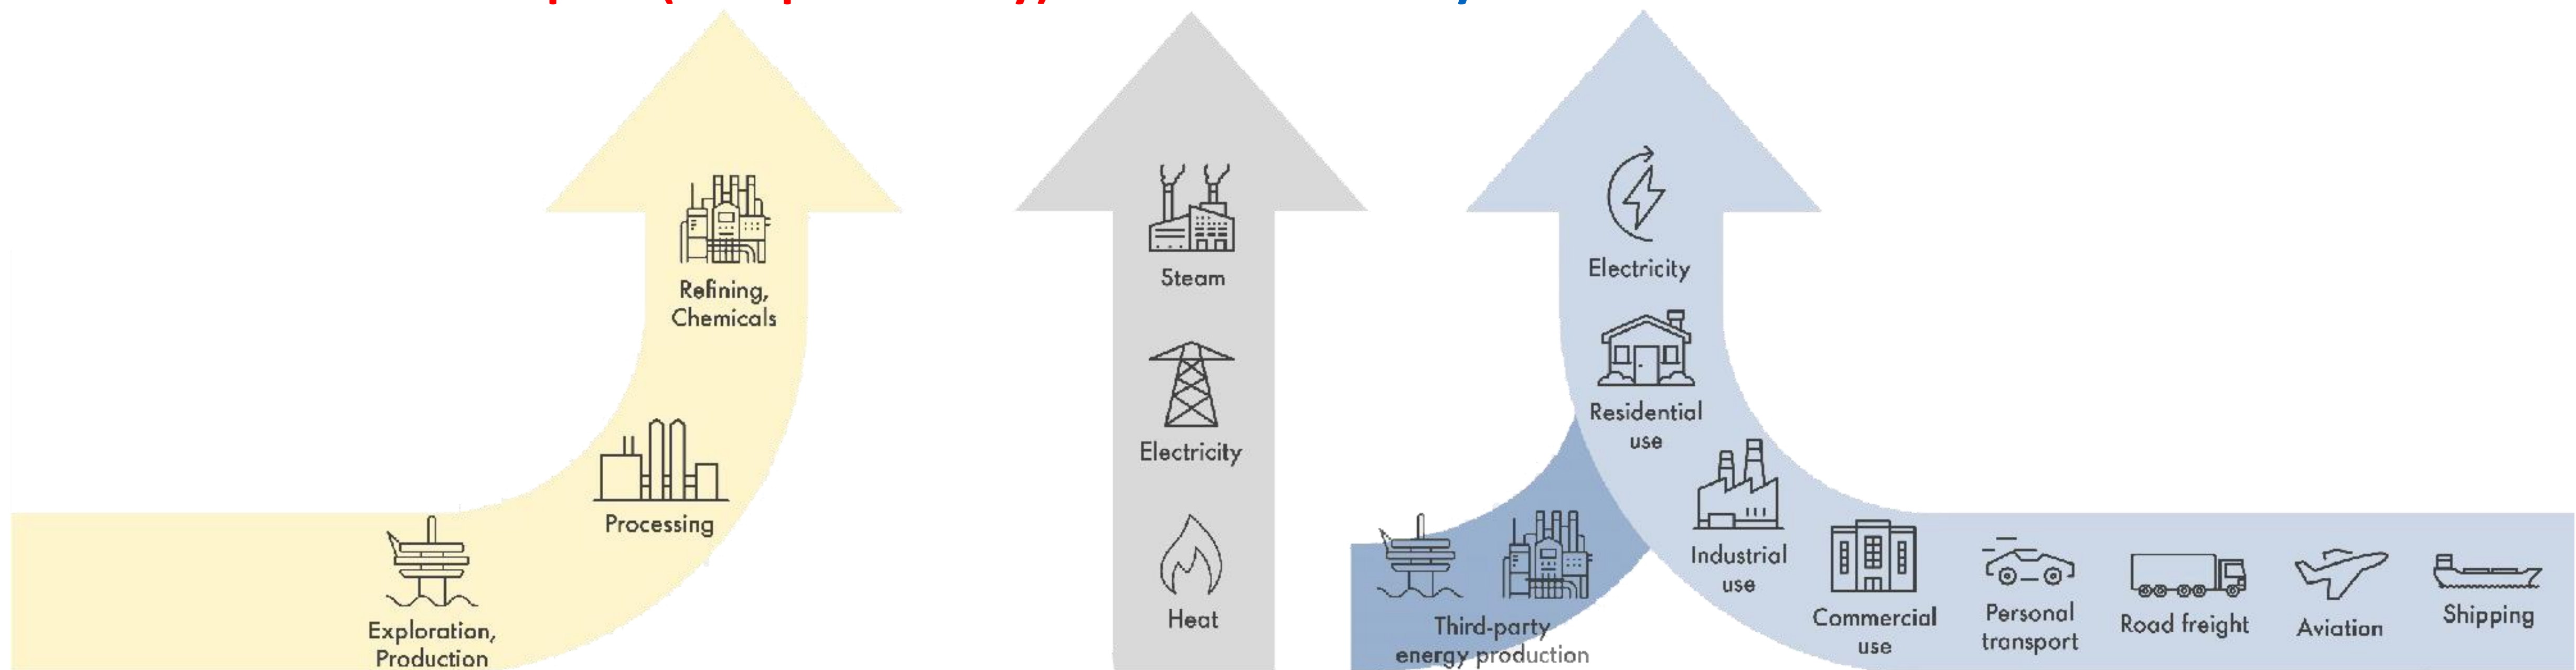 Refining,
Chemicals
Processing
Exploration,
Production
Steam
Electricity
Heat
Electricity
Residential
use
Industrial
use
Commercial
use
Personal
transport
Road freight
Aviation
Shipping
Third-party
energy production